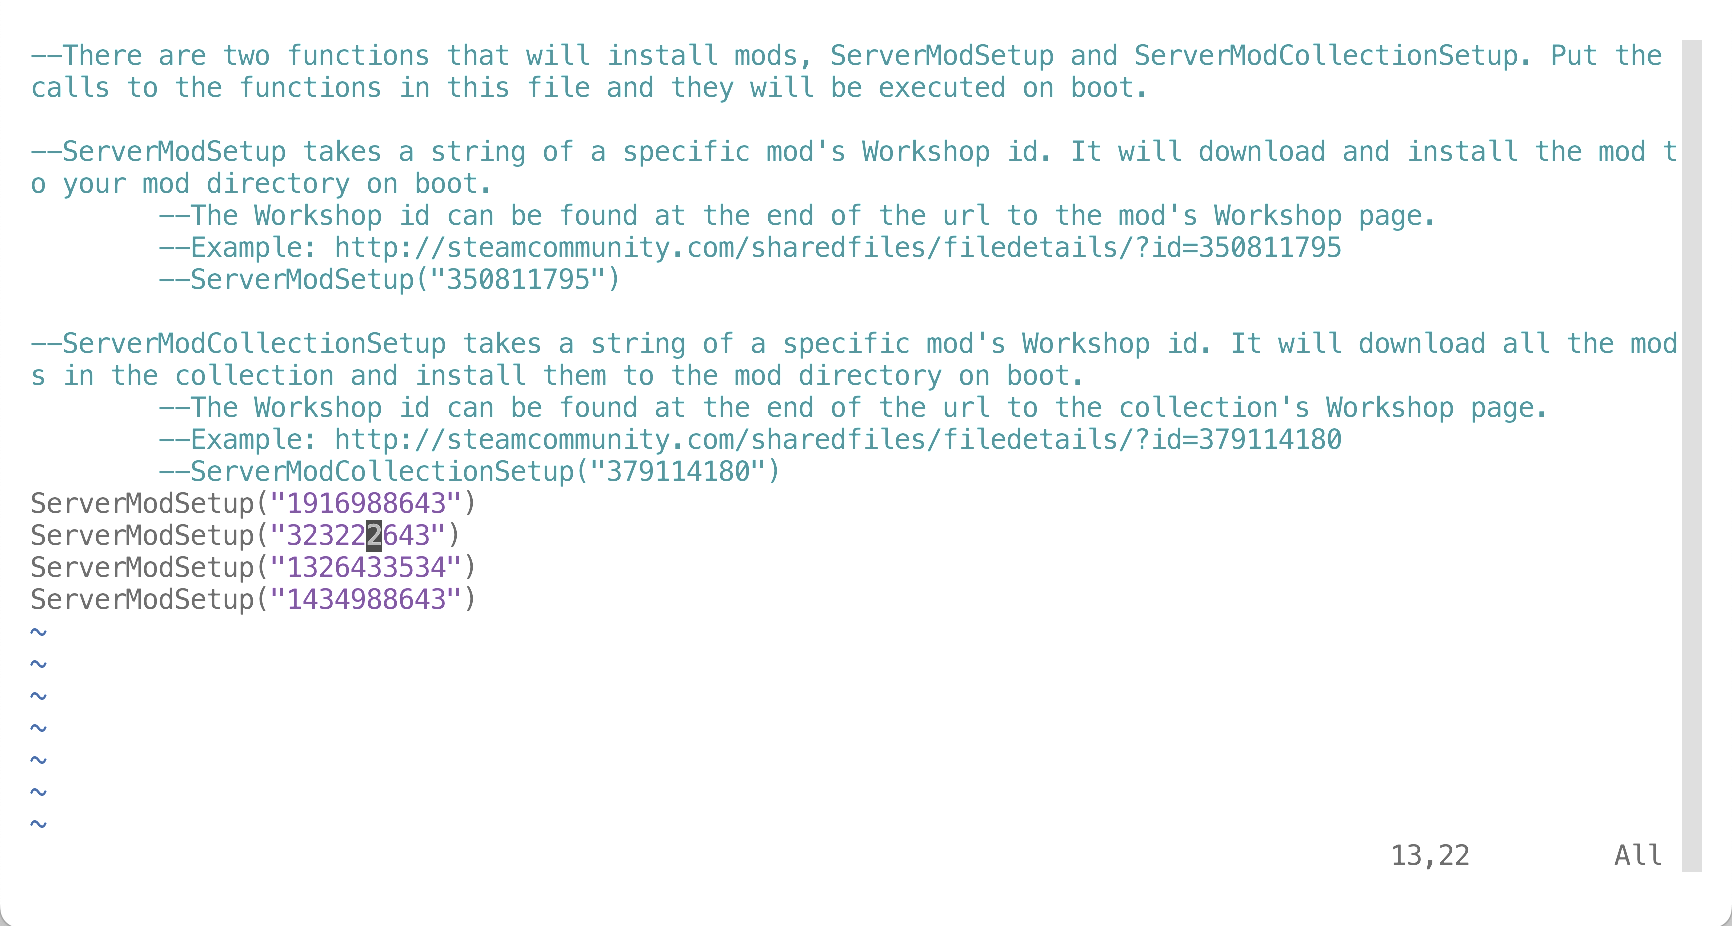 --There are two functions that will install mods, ServerModSetup and ServerModCollectionSetup. Put the
calls to the functions in this file and they will be executed on boot.
--ServerModSetup takes a string of a specific mod's Workshop id. It will download and install the mod t
o your mod directory on boot.
--The Workshop id can be found at the end of the url to the mod's Workshop page.
--Example: http://steamcommunity.com/sharedfiles/filedetails/?id=350811795
--ServerModSetup("350811795")
--ServerModCollectionSetup takes a string of a specific mod's Workshop id. It will download all the mod
s in the collection and install them to the mod directory on boot.
--The Workshop id can be found at the end of the url to the collection's Workshop page.
--Example: http://steamcommunity.com/sharedfiles/filedetails/?id=379114180
--ServerModCollectionSetup("379114180")
ServerModSetup("1916988643")
ServerModSetup("323222643")
ServerModSetup("1326433534")
ServerModSetup("1434988643")
~
~
~
~
~
~
~
13,22 All